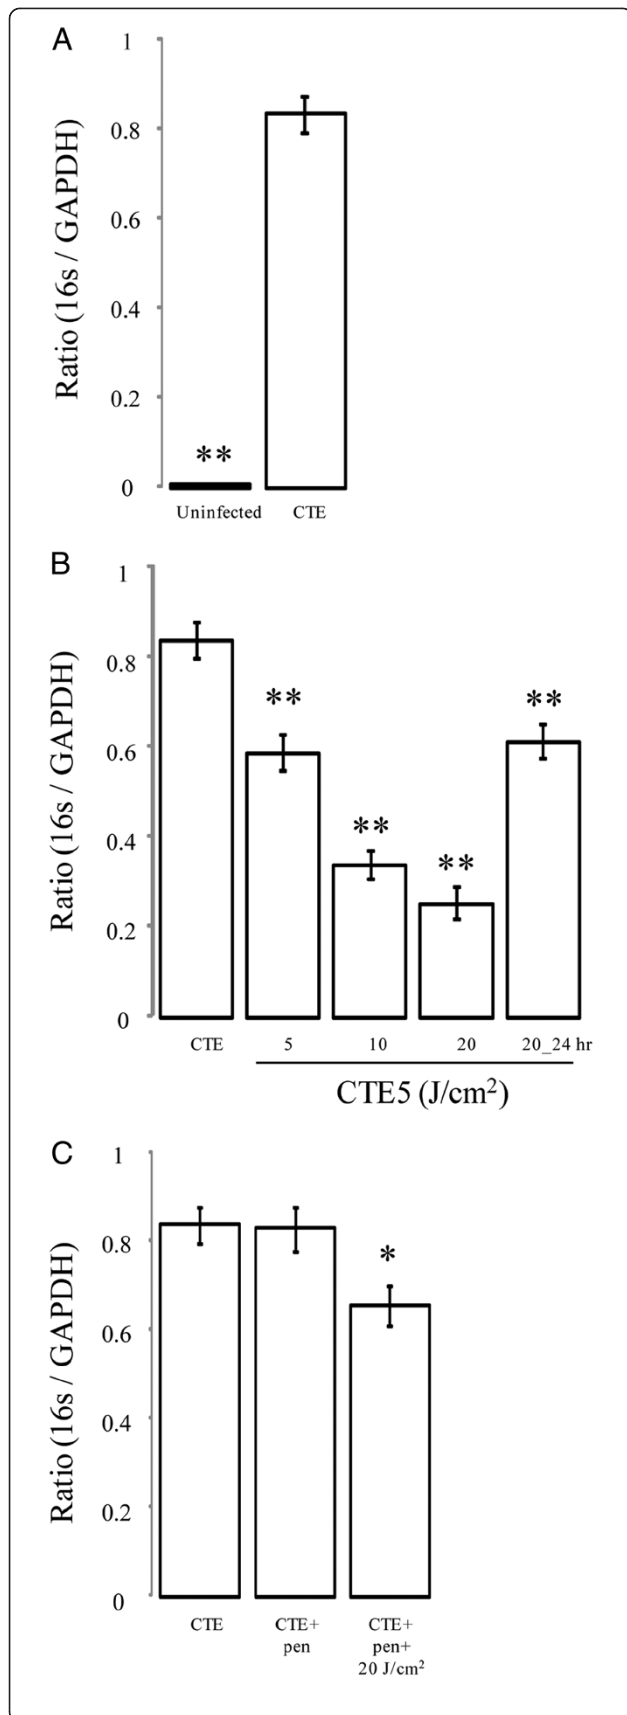 A
Ratio (16s / GAPDH)
1
0.8
0.6
0.4
0.2
0
**
Uninfected CTE
B
Ratio (16s / GAPDH)
1
0.8
0.6
0.4
0.2
0
** ** ** **
CTE 5 10 20 20_24 hr
CTE5 (J/cm²)
C
Ratio (16s / GAPDH)
1
0.8
0.6
0.4
0.2
0
*
CTE CTE+ CTE+
pen pen+
20 J/cm²